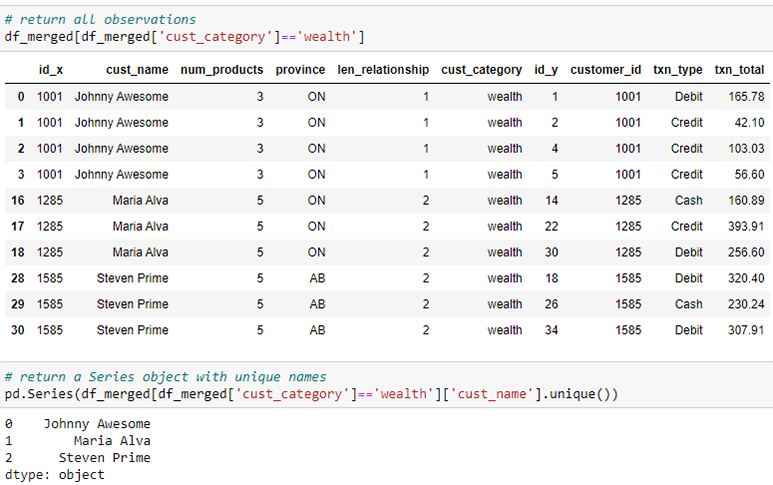 # return all observations
df_merged[df_merged['cust_category']=='wealth']
id_x cust_name num_products province len_relationship cust_category id_y customer_id txn_type txn_total
0 1001 Johnny Awesome 3 ON 1 wealth 1 1001 Debit 165.78
1 1001 Johnny Awesome 3 ON 1 wealth 2 1001 Credit 42.10
2 1001 Johnny Awesome 3 ON 1 wealth 4 1001 Credit 103.03
3 1001 Johnny Awesome 3 ON 1 wealth 5 1001 Credit 56.60
16 1285 Maria Alva 5 ON 2 wealth 14 1285 Cash 160.89
17 1285 Maria Alva 5 ON 2 wealth 22 1285 Credit 393.91
18 1285 Maria Alva 5 ON 2 wealth 30 1285 Debit 256.60
28 1585 Steven Prime 5 AB 2 wealth 18 1585 Debit 320.40
29 1585 Steven Prime 5 AB 2 wealth 26 1585 Cash 230.24
30 1585 Steven Prime 5 AB 2 wealth 34 1585 Debit 307.91
# return a Series object with unique names
pd.Series(df_merged[df_merged['cust_category']=='wealth']['cust_name'].unique())
0 Johnny Awesome
1 Maria Alva
2 Steven Prime
dtype: object